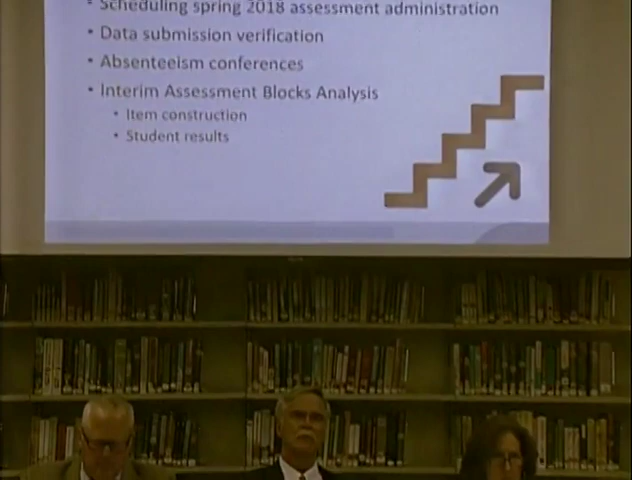 • Scheduling spring 2018 assessment administration
• Data submission verification
• Absenteeism conferences
• Interim Assessment Blocks Analysis
• Item construction
• Student results